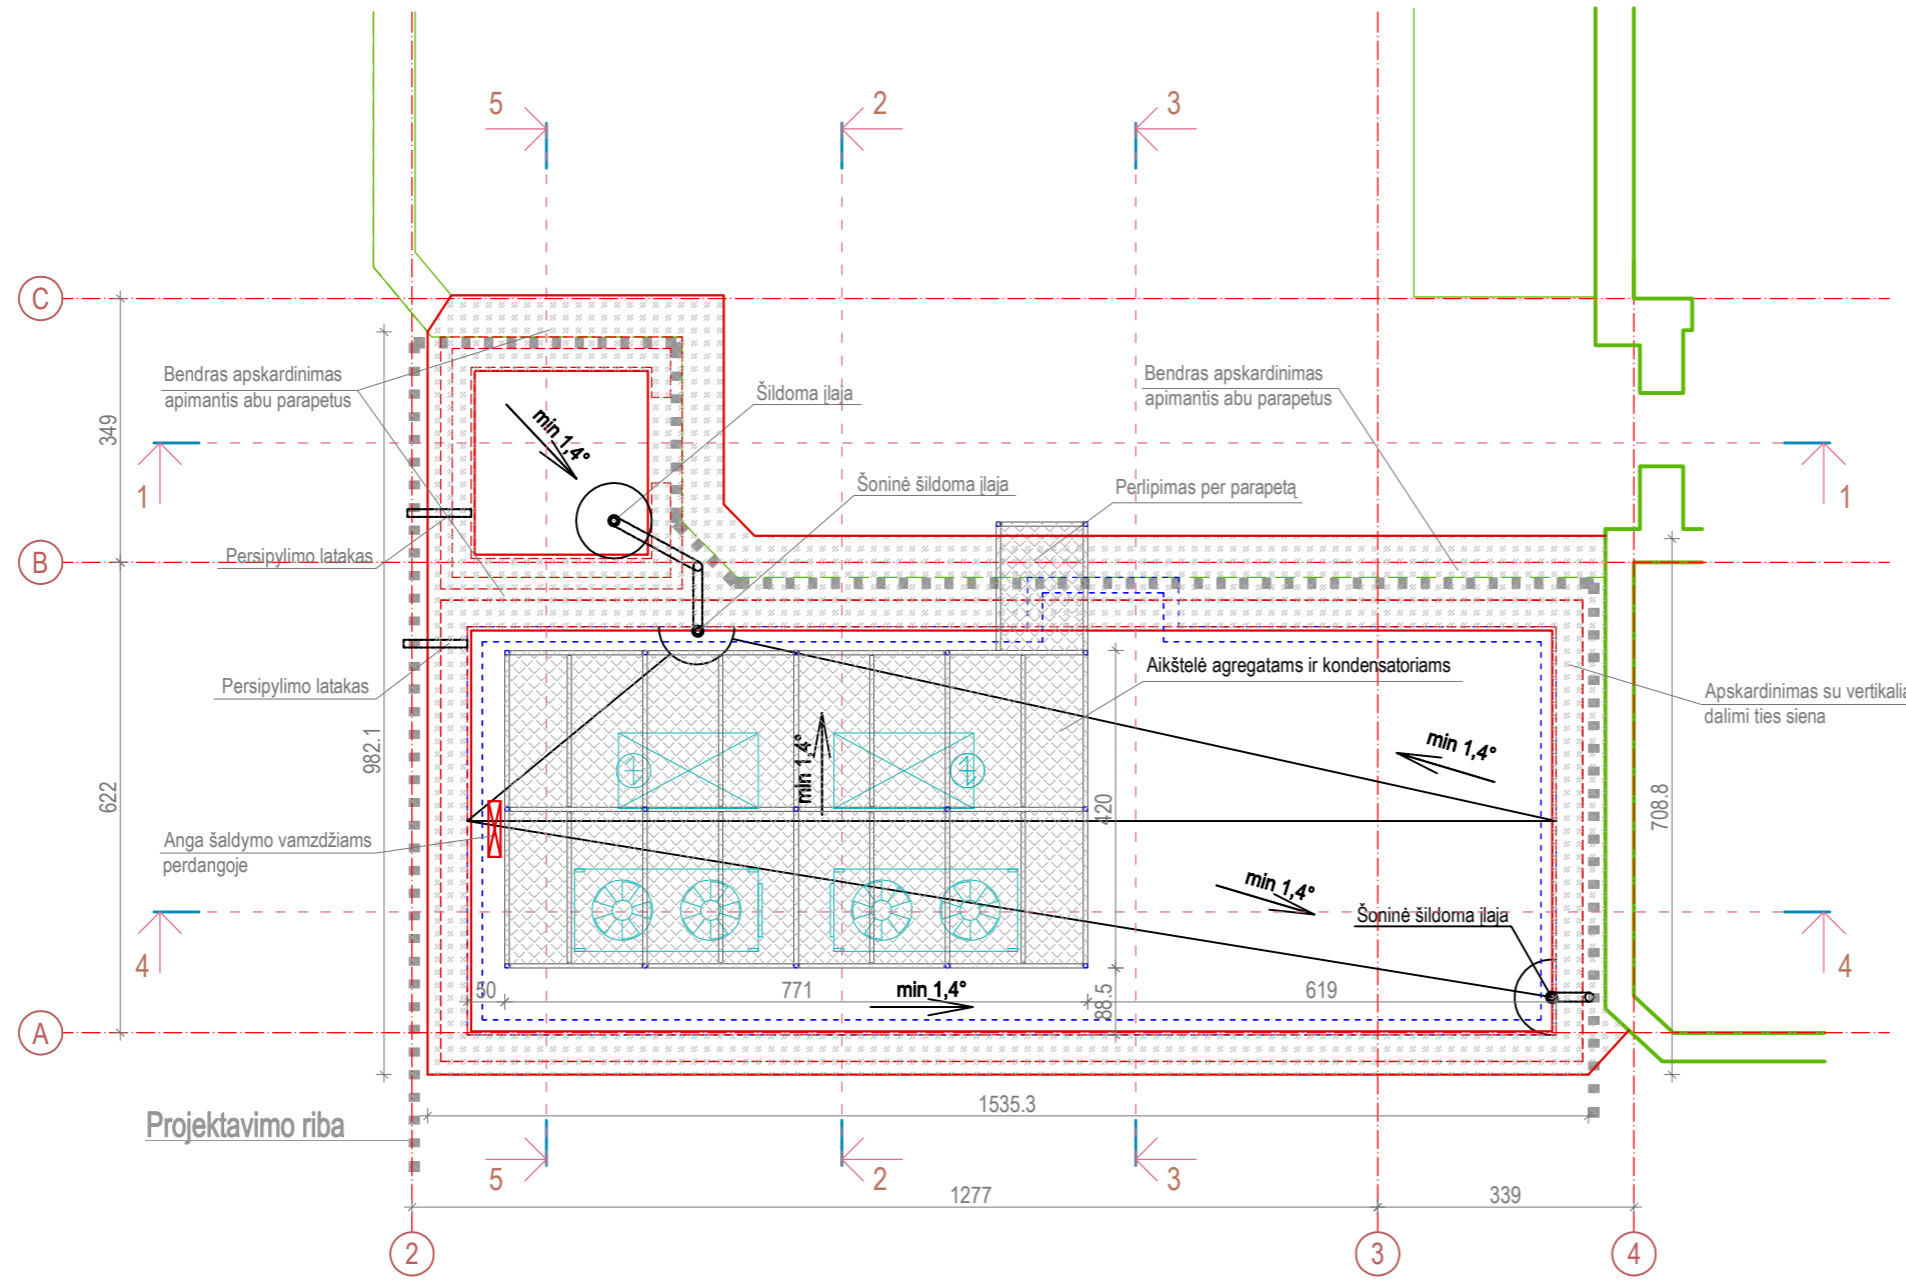 5
2
3
C
Bendras apskardinimas
apimantis abu parapetus
Šildoma įlaja
Bendras apskardinimas
apimantis abu parapetus
349
min 1,4°
1
Šoninė šildoma įlaja
Perlipimas per parapetą
1
Persipylimo latakas
B
Persipylimo latakas
Aikštelė agregatams ir kondensatoriams
Apskardinimas su vertikalia
dalimi ties siena
982.1
min 1,4°
min 1,4°
622
420
708.8
Anga šaldymo vamzdžiams
perdangoje
min 1,4°
Šoninė šildoma įlaja
4
4
50
771
min 1,4°
88.5
619
A
1535.3
Projektavimo riba
5
2
3
1277
339
2
3
4